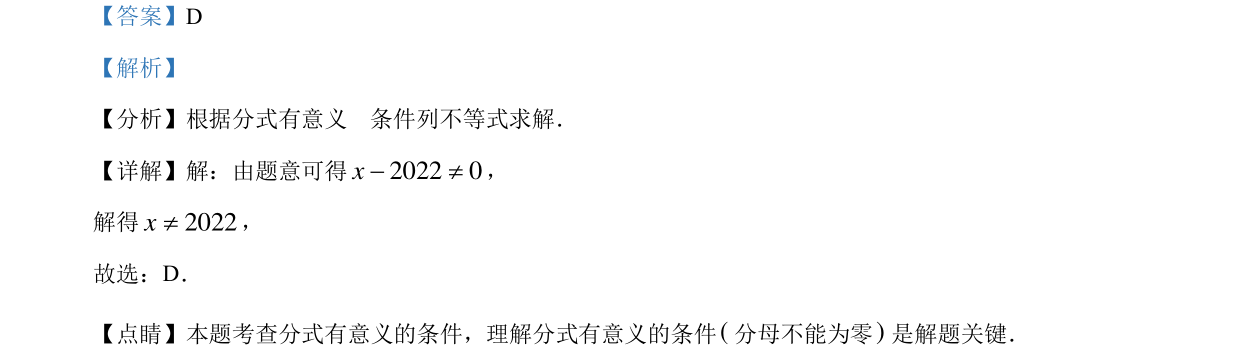 【答案】D
【解析】
【分析】根据分式有意义 条件列不等式求解．
【详解】解：由题意可得 x－2022≠0，
解得 x≠2022，
故选：D．
【点睛】本题考查分式有意义的条件，理解分式有意义的条件(分母不能为零)是解题关键．